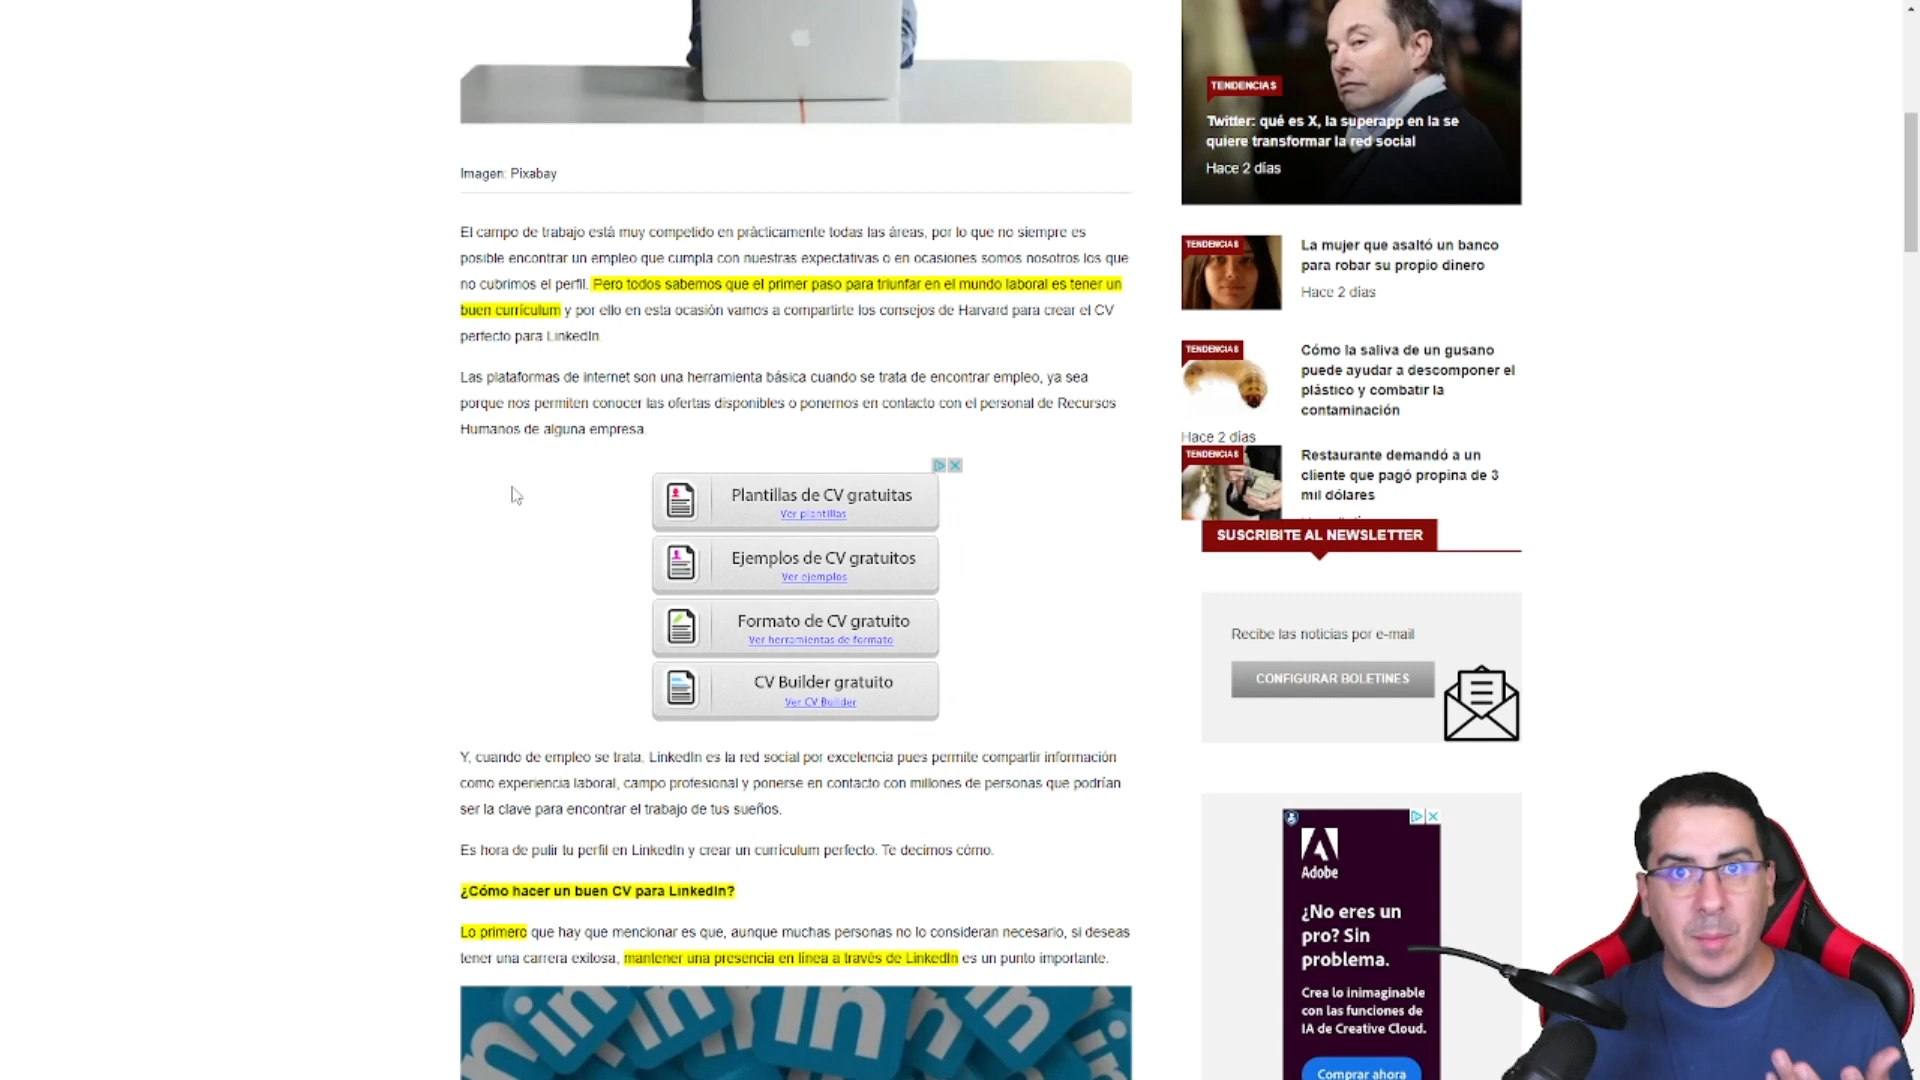 Imagen: Pixabay
El campo de trabajo está muy competido en prácticamente todas las áreas, por lo que no siempre es
posible encontrar un empleo que cumpla con nuestras expectativas o en ocasiones somos nosotros los que
no cubrimos el perfil. Pero todos sabemos que el primer paso para triunfar en el mundo laboral es tener un
buen currículum y por ello en esta ocasión vamos a compartirte los consejos de Harvard para crear el CV
perfecto para LinkedIn.
Las plataformas de internet son una herramienta básica cuando se trata de encontrar empleo, ya sea
porque nos permiten conocer las ofertas disponibles o ponernos en contacto con el personal de Recursos
Humanos de alguna empresa.
Plantillas de CV gratuitas
Ver plantillas
Ejemplos de CV gratuitos
Ver ejemplos
Formato de CV gratuito
Ver herramientas de formato
CV Builder gratuito
Ver CV Builder
Y, cuando de empleo se trata, LinkedIn es la red social por excelencia pues permite compartir información
como experiencia laboral, campo profesional y ponerse en contacto con millones de personas que podrían
ser la clave para encontrar el trabajo de tus sueños.
Es hora de pulir tu perfil en LinkedIn y crear un currículum perfecto. Te decimos cómo.
¿Cómo hacer un buen CV para LinkedIn?
Lo primero que hay que mencionar es que, aunque muchas personas no lo consideran necesario, si deseas
tener una carrera exitosa, mantener una presencia en línea a través de LinkedIn es un punto importante.
in in in in in
TENDENCIAS
Twitter: qué es X, la superapp en la se
quiere transformar la red social
Hace 2 días
TENDENCIAS
La mujer que asaltó un banco
para robar su propio dinero
Hace 2 días
TENDENCIAS
Cómo la saliva de un gusano
puede ayudar a descomponer el
plástico y combatir la
contaminación
Hace 2 días
TENDENCIAS
Restaurante demandó a un
cliente que pagó propina de 3
mil dólares
SUSCRIBITE AL NEWSLETTER
Recibe las noticias por e-mail
CONFIGURAR BOLETINES
Adobe
¿No eres un
pro? Sin
problema.
Crea lo inimaginable
con las funciones de
IA de Creative Cloud.
Comprar ahora